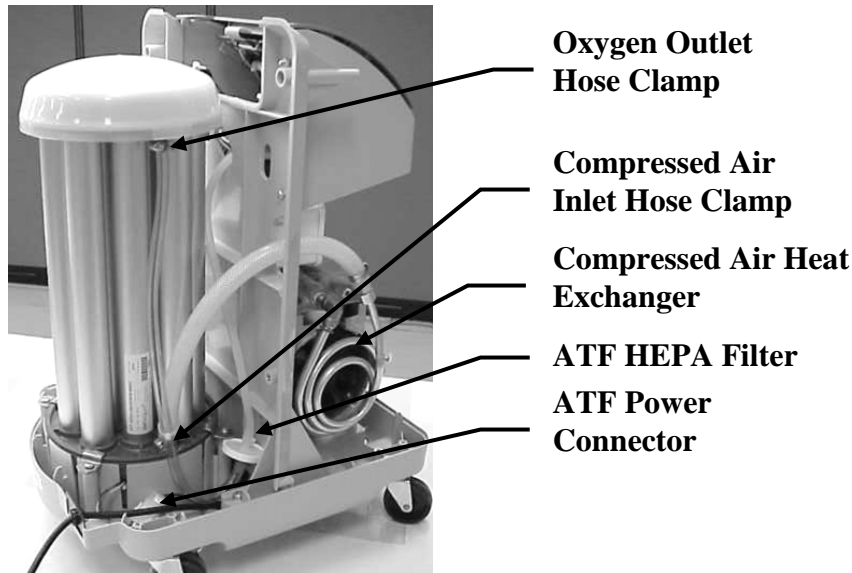 Oxygen Outlet
Hose Clamp
Compressed Air
Inlet Hose Clamp
Compressed Air Heat
Exchanger
ATF HEPA Filter
ATF Power
Connector